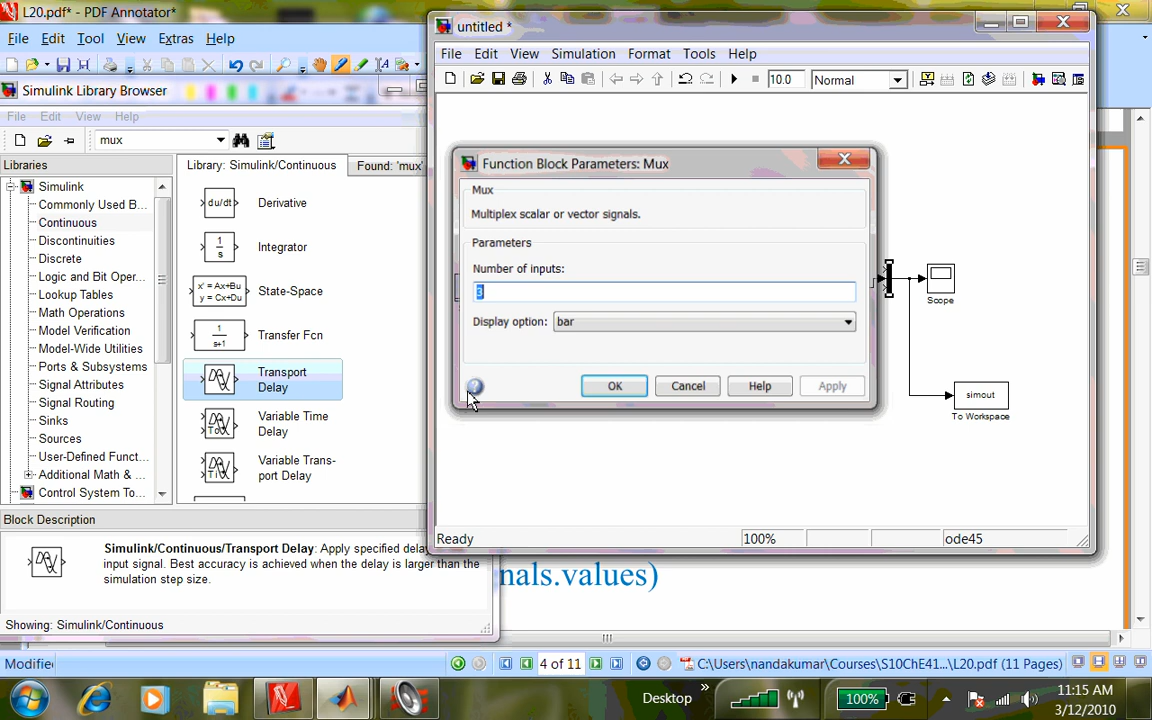 L20.pdf* - PDF Annotator*
File Edit Tool View Extras Help
Simulink Library Browser
File Edit View Help
mux
Libraries
Library: Simulink/Continuous
Found: 'mux'
Simulink
Commonly Used B...
Continuous
Discontinuities
Discrete
Logic and Bit Oper...
Lookup Tables
Math Operations
Model Verification
Model-Wide Utilities
Ports & Subsystems
Signal Attributes
Signal Routing
Sinks
Sources
User-Defined Funct...
Additional Math & ...
Control System To...
du/dt
Derivative
1
s
Integrator
x' = Ax+Bu
y = Cx+Du
State-Space
1
s+1
Transfer Fcn
Transport
Delay
Variable Time
Delay
Variable Trans-
port Delay
Block Description
Simulink/Continuous/Transport Delay: Apply specified dela
input signal. Best accuracy is achieved when the delay is larger than the
simulation step size.
Showing: Simulink/Continuous
untitled *
File Edit View Simulation Format Tools Help
10.0
Normal
Function Block Parameters: Mux
Mux
Multiplex scalar or vector signals.
Parameters
Number of inputs:
3
Display option: bar
OK Cancel Help Apply
Scope
simout
To Workspace
Ready 100% ode45
nals.values)
Modifie
4 of 11
C:\Users\nandakumar\Courses\S10ChE41...\L20.pdf (11 Pages)
Desktop
100%
11:15 AM
3/12/2010